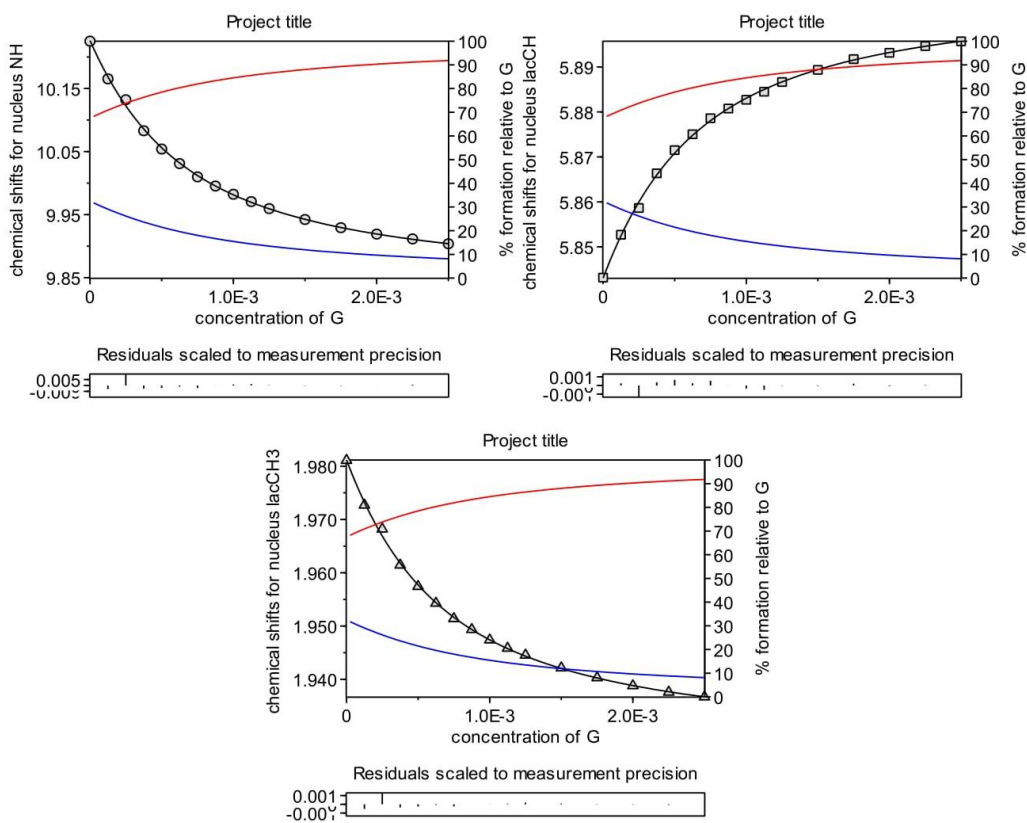 Project title
chemical shifts for nucleus NH
10.15
10.05
9.95
9.85
100
90
80
70
60
50
40
30
20
10
0
% formation relative to G
0 1.0E-3 2.0E-3
concentration of G
Residuals scaled to measurement precision
0.005
Project title
chemical shifts for nucleus lacCH
5.89
5.88
5.87
5.86
5.85
100
90
80
70
60
50
40
30
20
10
0
% formation relative to G
0 1.0E-3 2.0E-3
concentration of G
Residuals scaled to measurement precision
0.001
Project title
chemical shifts for nucleus lacCH3
1.980
1.970
1.960
1.950
1.940
100
90
80
70
60
50
40
30
20
10
0
% formation relative to G
0 1.0E-3 2.0E-3
concentration of G
Residuals scaled to measurement precision
0.001